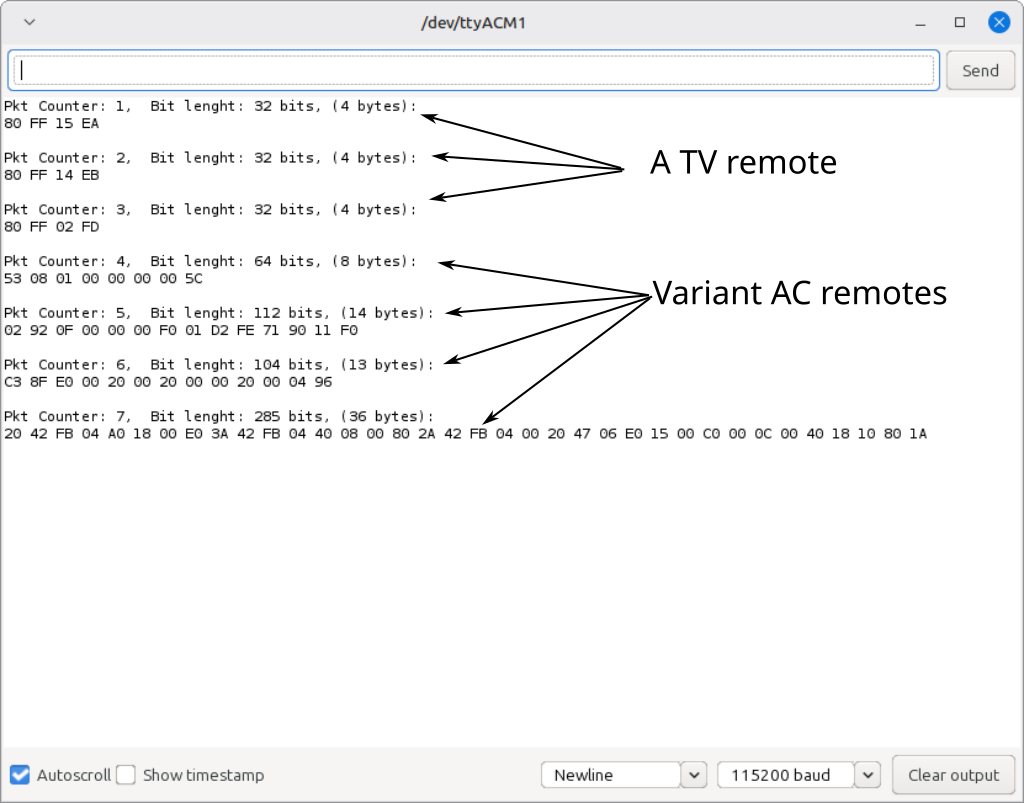 /dev/ttyACM1
Send
Pkt Counter: 1,  Bit lenght: 32 bits, (4 bytes):
80 FF 15 EA
Pkt Counter: 2,  Bit lenght: 32 bits, (4 bytes):
80 FF 14 EB
A TV remote
Pkt Counter: 3,  Bit lenght: 32 bits, (4 bytes):
80 FF 02 FD
Pkt Counter: 4,  Bit lenght: 64 bits, (8 bytes):
53 08 01 00 00 00 00 5C
Variant AC remotes
Pkt Counter: 5,  Bit lenght: 112 bits, (14 bytes):
02 92 0F 00 00 00 F0 01 D2 FE 71 90 11 F0
Pkt Counter: 6,  Bit lenght: 104 bits, (13 bytes):
C3 8F E0 00 20 00 20 00 00 20 00 04 96
Pkt Counter: 7,  Bit lenght: 285 bits, (36 bytes):
20 42 FB 04 A0 18 00 E0 3A 42 FB 04 40 08 00 80 2A 42 FB 04 00 20 47 06 E0 15 00 C0 00 0C 00 40 18 10 80 1A
Autoscroll
Show timestamp
Newline
115200 baud
Clear output